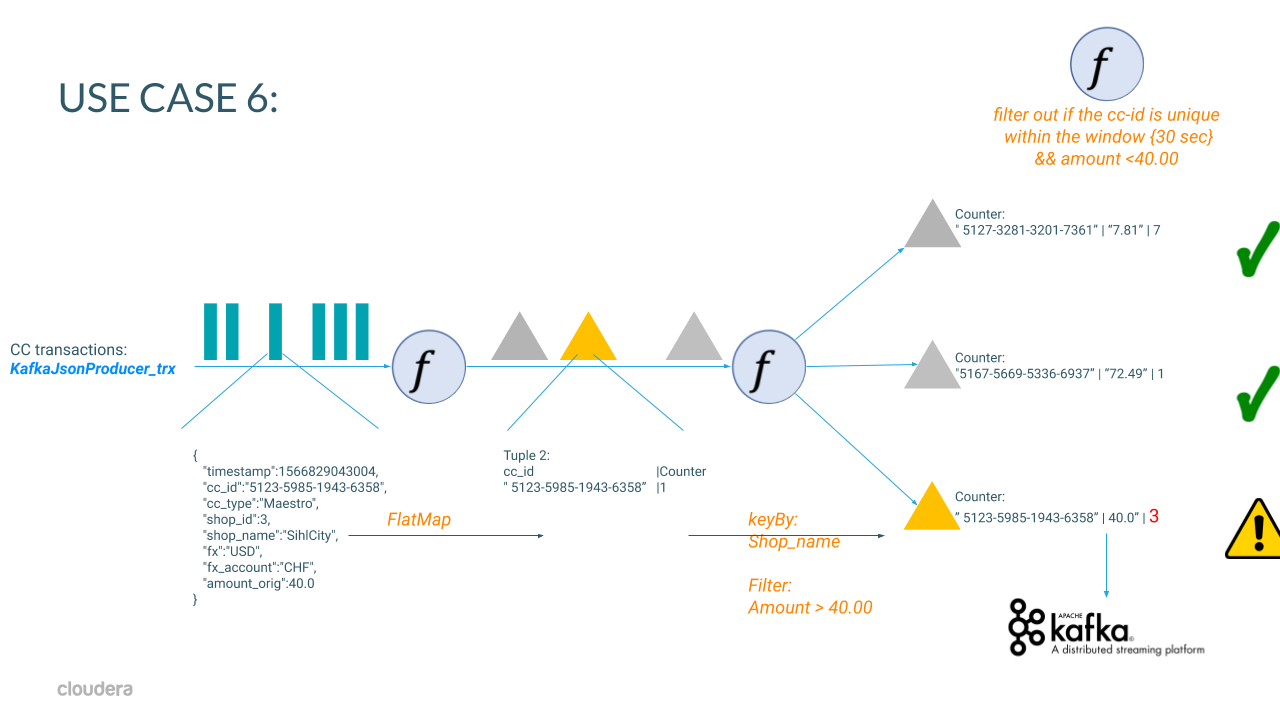 USE CASE 6:
f
filter out if the cc-id is unique
within the window {30 sec}
&& amount <40.00
Counter:
" 5127-3281-3201-7361” | “7.81” | 7
CC transactions:
KafkaJsonProducer_trx
f
f
Counter:
"5167-5669-5336-6937” | “72.49” | 1
{
"timestamp":1566829043004,
"cc_id":"5123-5985-1943-6358",
"cc_type":"Maestro",
"shop_id":3,
"shop_name":"SihlCity",
"fx":"USD",
"fx_account":"CHF",
"amount_orig":40.0
}
Tuple 2:
cc_id |Counter
" 5123-5985-1943-6358” |1
FlatMap
keyBy:
Shop_name
Filter:
Amount > 40.00
Counter:
” 5123-5985-1943-6358” | 40.0” | 3
APACHE
kafka®
A distributed streaming platform
cloudera